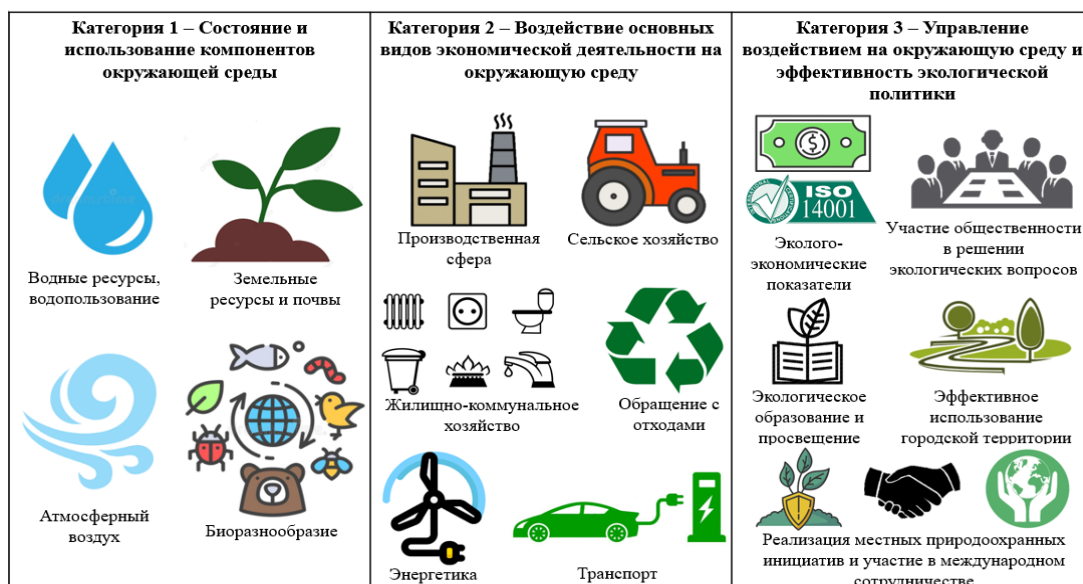 Категория 1 – Состояние и
использование компонентов
окружающей среды
Водные ресурсы,
водопользование
Земельные
ресурсы и почвы
Атмосферный
воздух
Биоразнообразие
Категория 2 – Воздействие основных
видов экономической деятельности на
окружающую среду
Производственная
сфера
Сельское хозяйство
Жилищно-коммунальное
хозяйство
Обращение с
отходами
Энергетика
Транспорт
Категория 3 – Управление
воздействием на окружающую среду и
эффективность экологической
политики
ISO
14001
Эколого-
экономические
показатели
Участие общественности
в решении
экологических вопросов
Экологическое
образование и
просвещение
Эффективное
использование
городской территории
Реализация местных природоохранных
инициатив и участие в международном
сотрудничестве